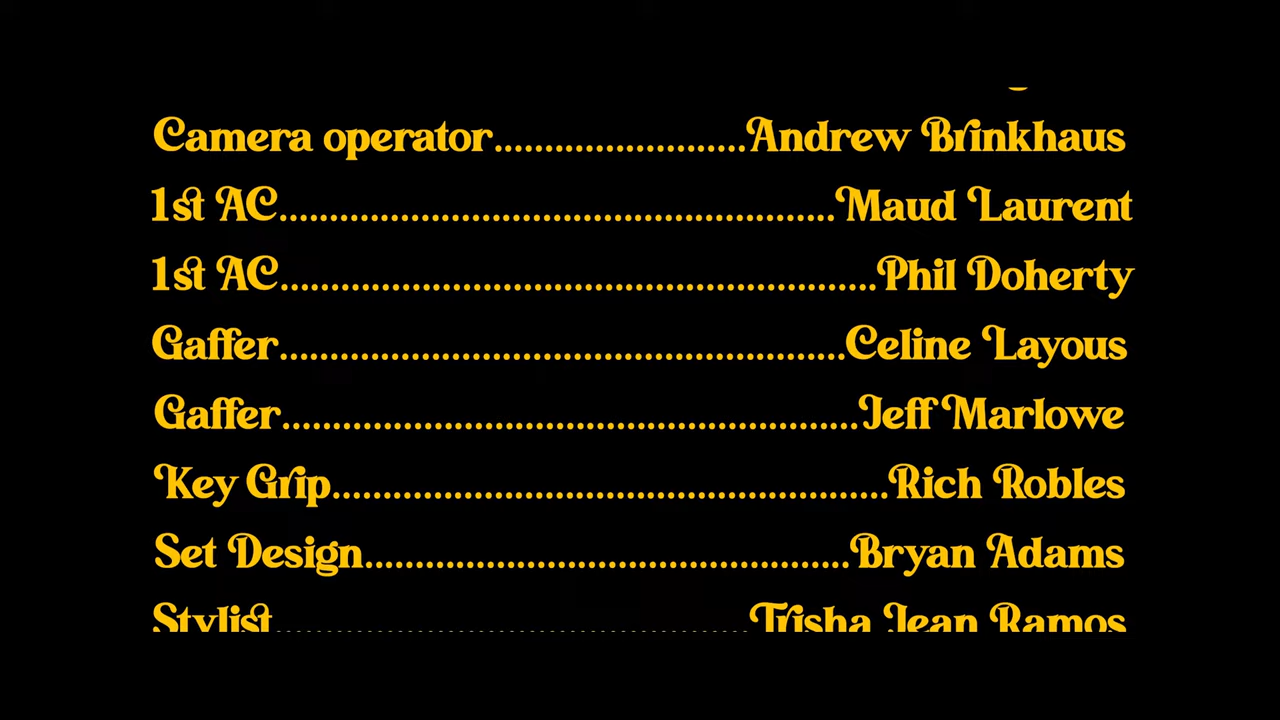 Camera operator........................Andrew Brinkhaus
1st AC.....................................................Maud Laurent
1st AC.........................................................Phil Doherty
Gaffer......................................................Celine Layous
Gaffer.......................................................Jeff Marlowe
Key Grip.....................................................Rich Robles
Set Design..............................................Bryan Adams
Stylist.............................................Trisha Jean Ramos